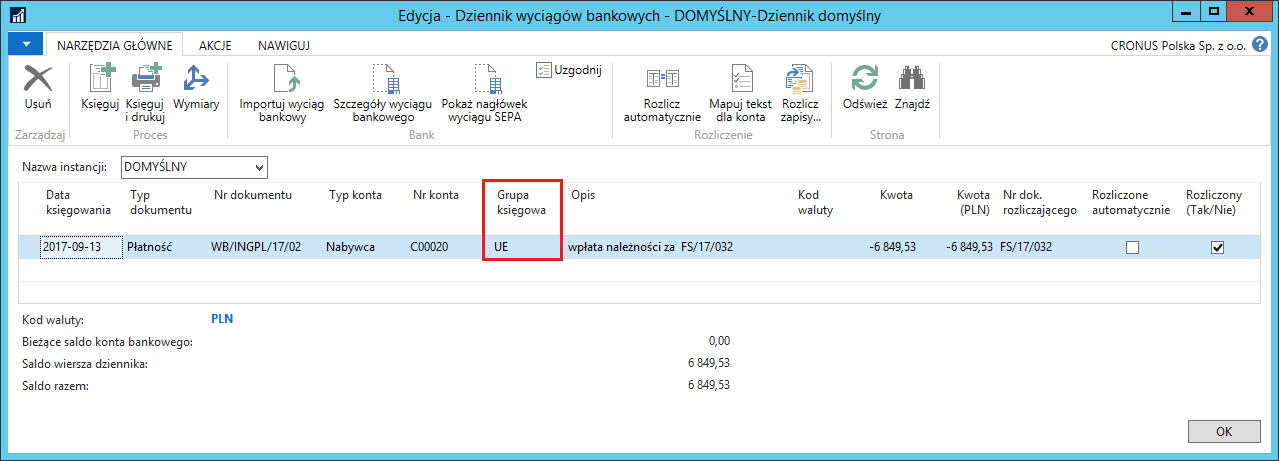 Edycja - Dziennik wyciągów bankowych - DOMYŚLNY-Dziennik domyślny
NARZĘDZIA GŁÓWNE AKCJE NAWIGUJ CRONUS Polska Sp. z o.o.
Usuń
Zarządzaj
Księguj
Księguj
i drukuj
Wymiary
Proces
Importuj wyciąg
bankowy
Szczegóły wyciągu
bankowego
Pokaż nagłówek
wyciągu SEPA
Uzgodnij
Bank
Rozlicz
automatycznie
Mapuj tekst
dla konta
Rozlicz
zapisy...
Rozliczenie
Odśwież
Znajdź
Strona
Nazwa instancji: DOMYŚLNY
Data
księgowania
Typ
dokumentu
Nr dokumentu
Typ konta
Nr konta
Grupa
księgowa
Opis
Kod
waluty
Kwota
Kwota
(PLN)
Nr dok.
rozliczającego
Rozliczone
automatycznie
Rozliczony
(Tak/Nie)
2017-09-13 Płatność WB/INGPL/17/02 Nabywca C00020 UE wpłata należności za FS/17/032 -6 849,53 -6 849,53 FS/17/032
Kod waluty: PLN
Bieżące saldo konta bankowego: 0,00
Saldo wiersza dziennika: 6 849,53
Saldo razem: 6 849,53
OK